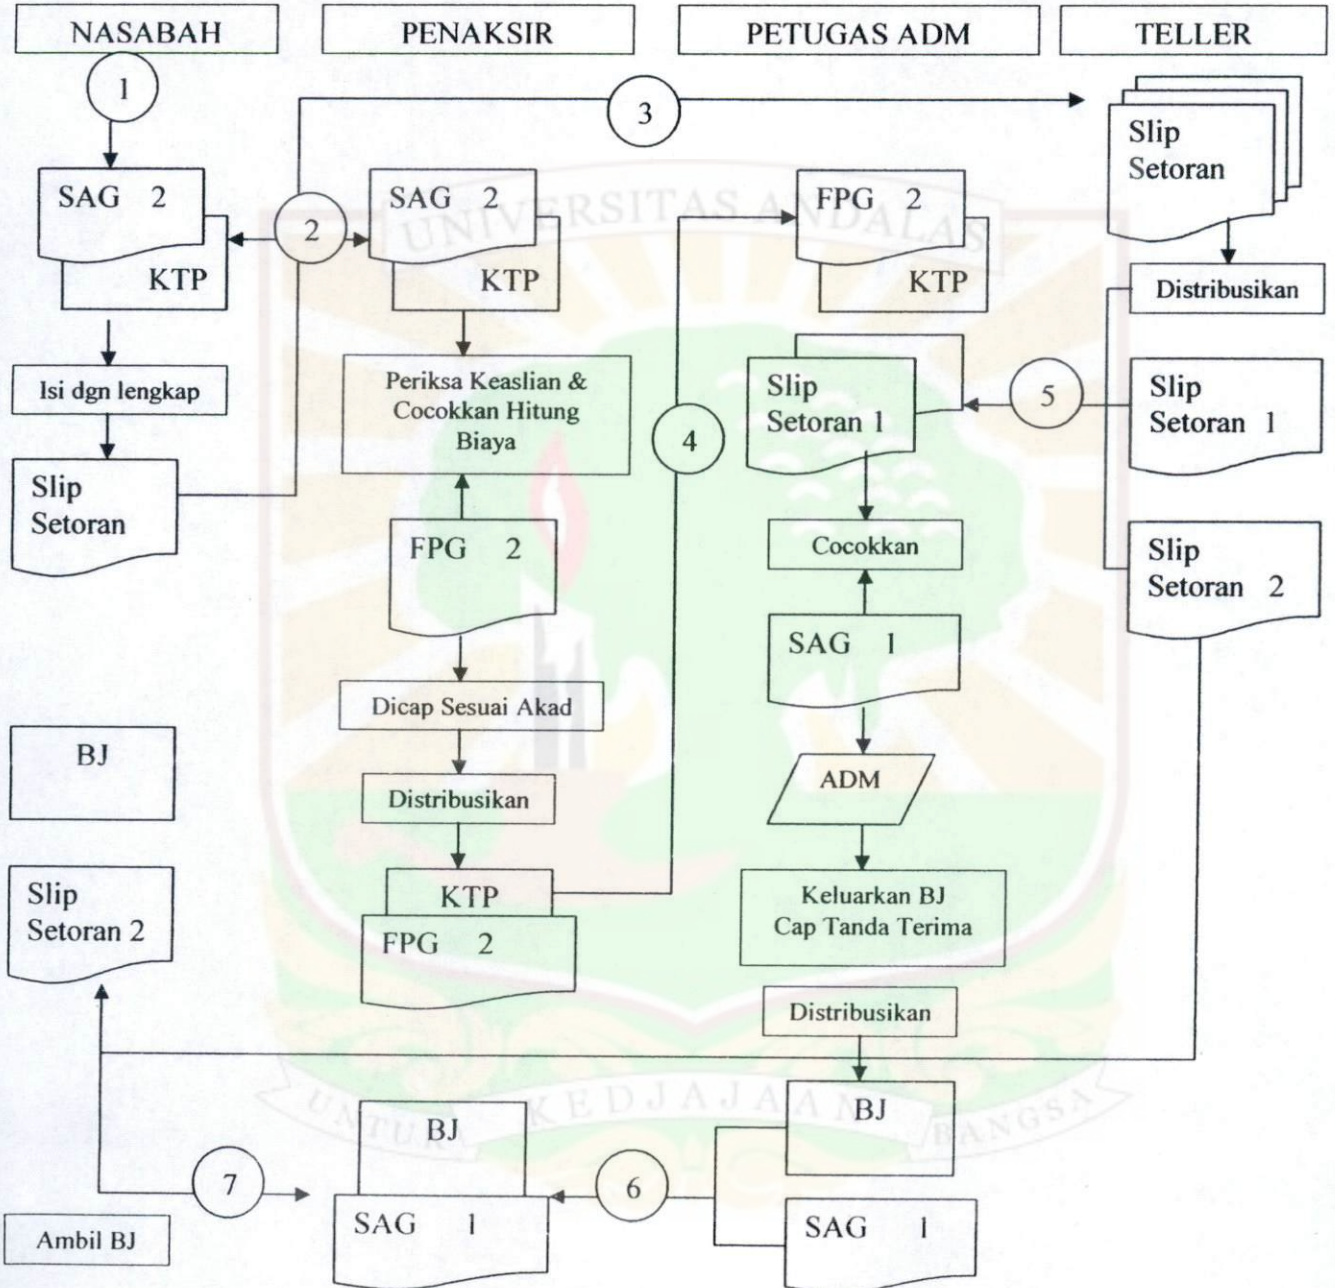 NASABAH
PENAKSIR
PETUGAS ADM
TELLER
1
SAG 2
KTP
Isi dgn lengkap
Slip
Setoran
BJ
Slip
Setoran 2
Ambil BJ
2
SAG 2
KTP
Periksa Keaslian &
Cocokkan Hitung
Biaya
FPG 2
Dicap Sesuai Akad
Distribusikan
KTP
FPG 2
BJ
SAG 1
7
3
4
FPG 2
KTP
Slip
Setoran 1
Cocokkan
SAG 1
ADM
Keluarkan BJ
Cap Tanda Terima
Distribusikan
BJ
SAG 1
6
5
Slip
Setoran
Distribusikan
Slip
Setoran 1
Slip
Setoran 2
UNIVERSITAS ANDALAS
UNTUK KEDJAJAAN BANGSA